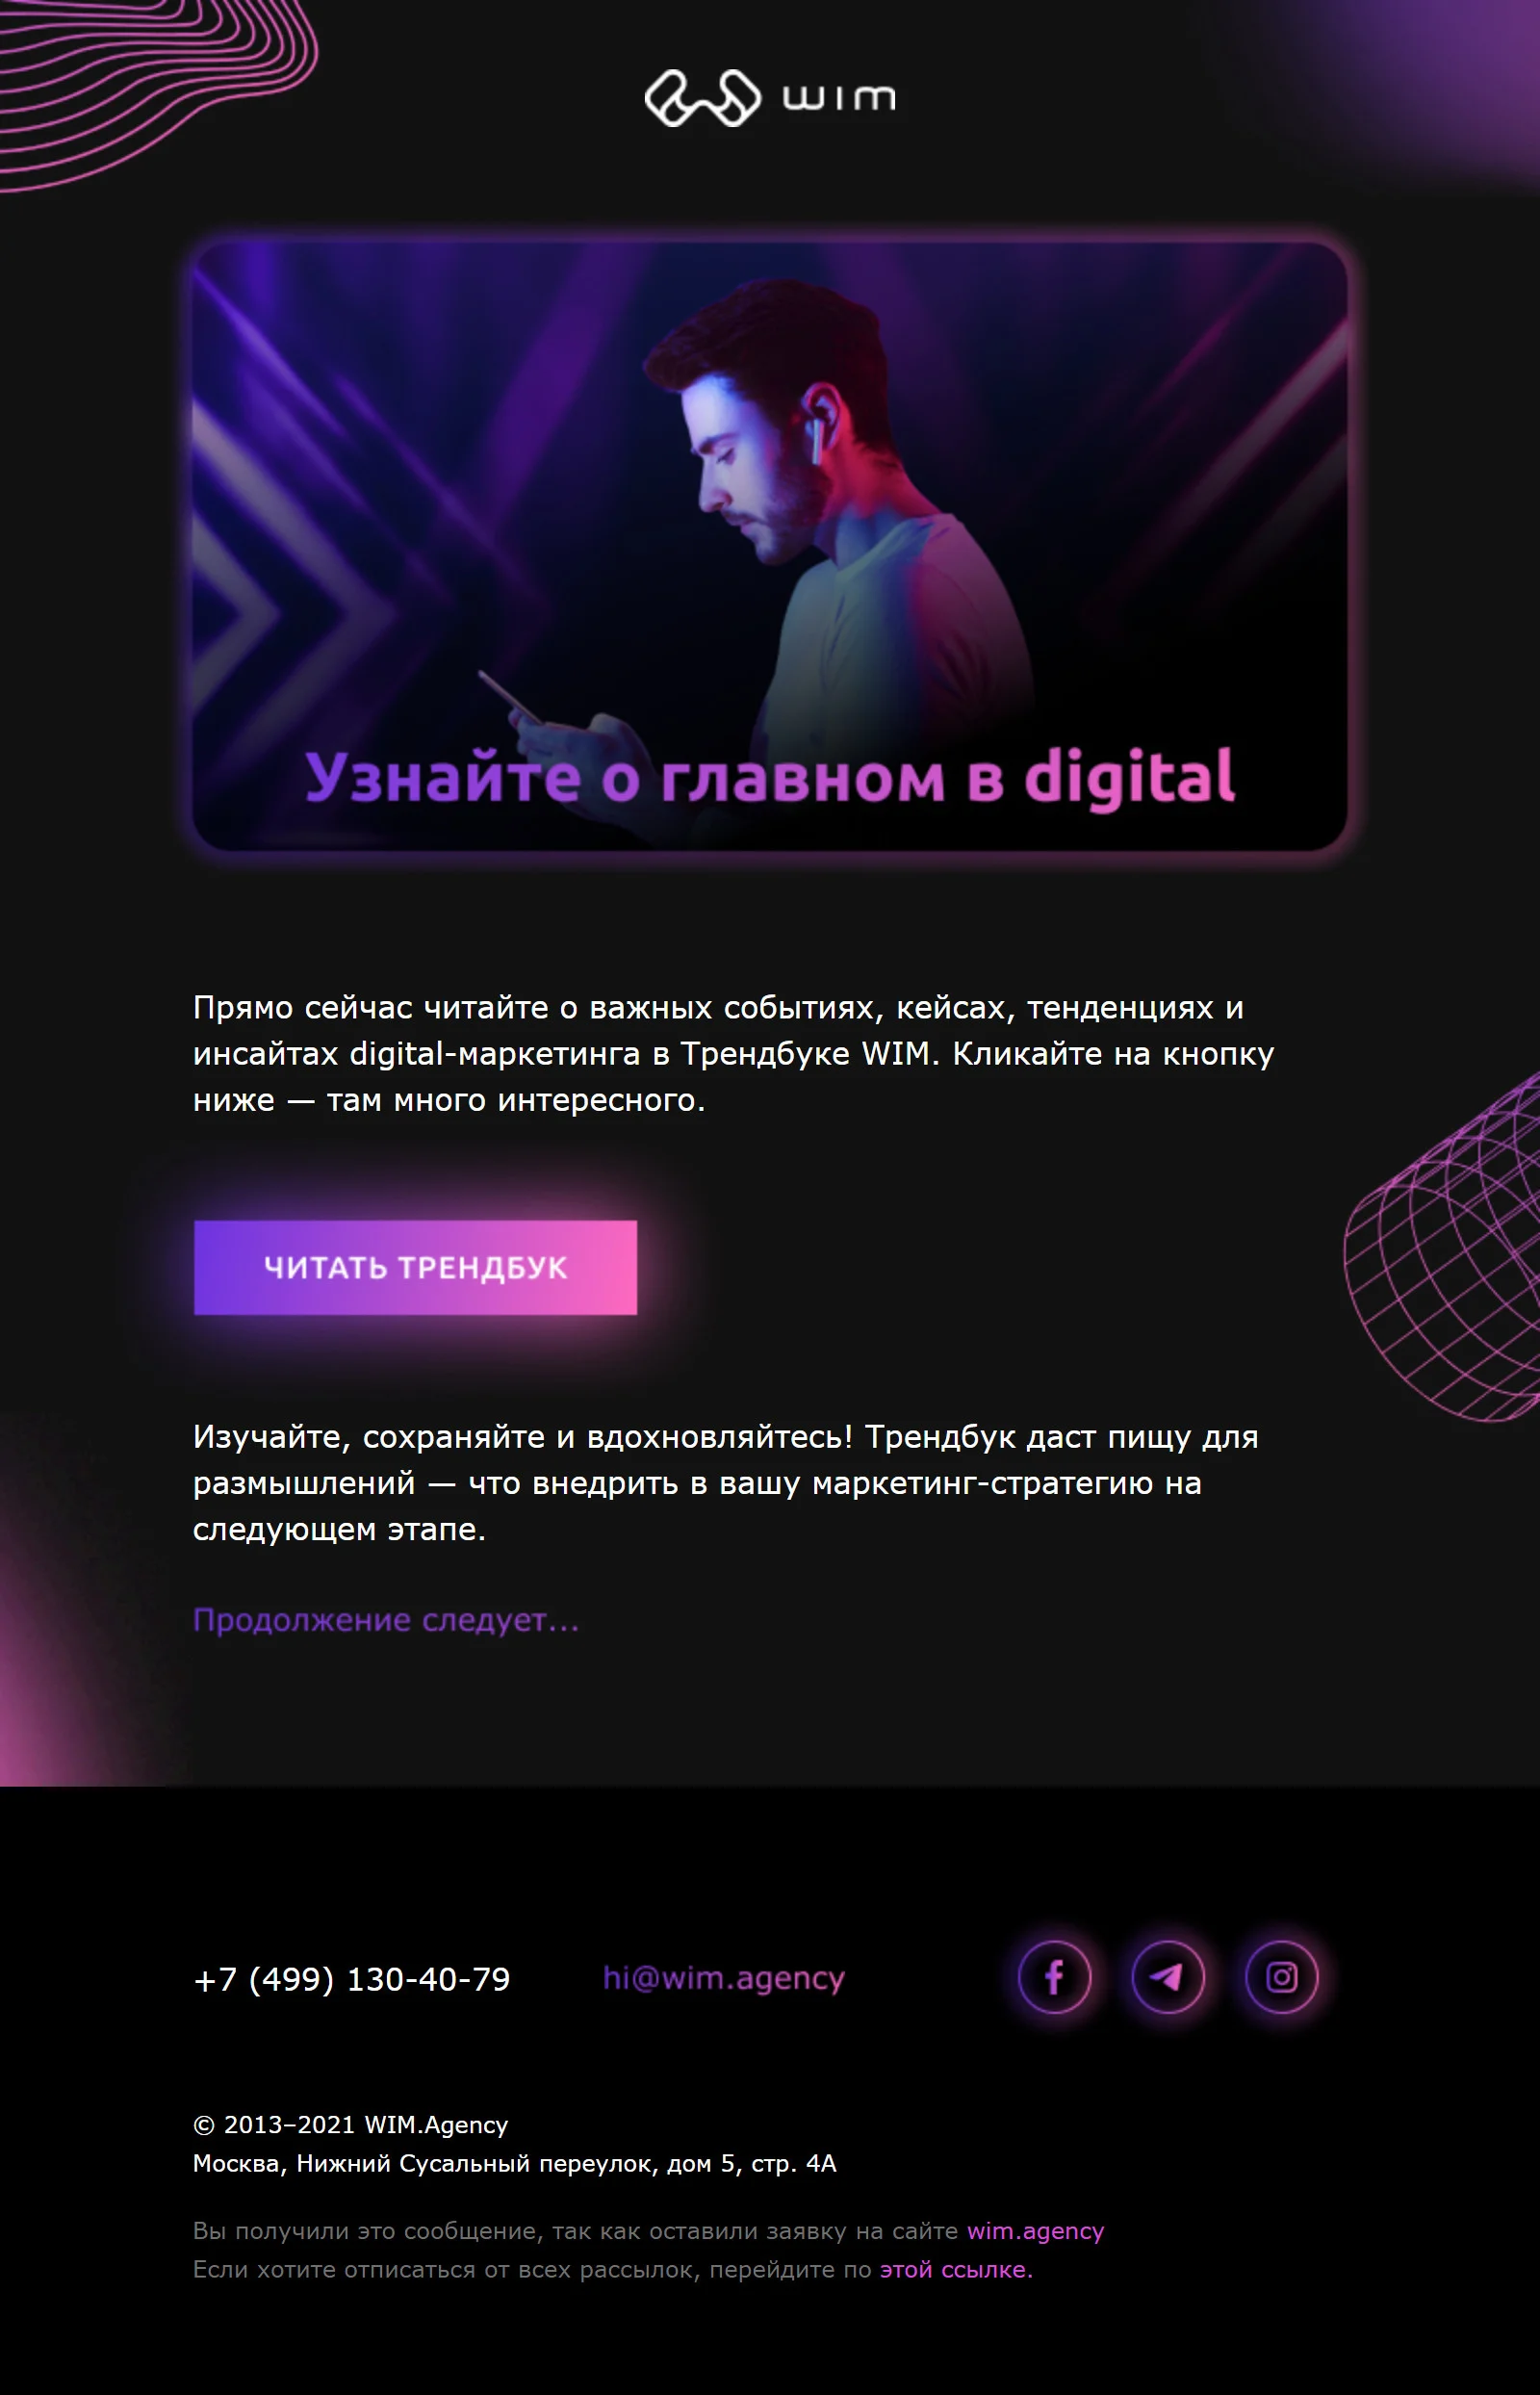 wim
Узнайте о главном в digital
Прямо сейчас читайте о важных событиях, кейсах, тенденциях и
инсайтах digital-маркетинга в Трендбуке WIM. Кликайте на кнопку
ниже — там много интересного.
ЧИТАТЬ ТРЕНДБУК
Изучайте, сохраняйте и вдохновляйтесь! Трендбук даст пищу для
размышлений — что внедрить в вашу маркетинг-стратегию на
следующем этапе.
Продолжение следует...
+7 (499) 130-40-79 hi@wim.agency
© 2013–2021 WIM.Agency
Москва, Нижний Сусальный переулок, дом 5, стр. 4А
Вы получили это сообщение, так как оставили заявку на сайте wim.agency
Если хотите отписаться от всех рассылок, перейдите по этой ссылке.